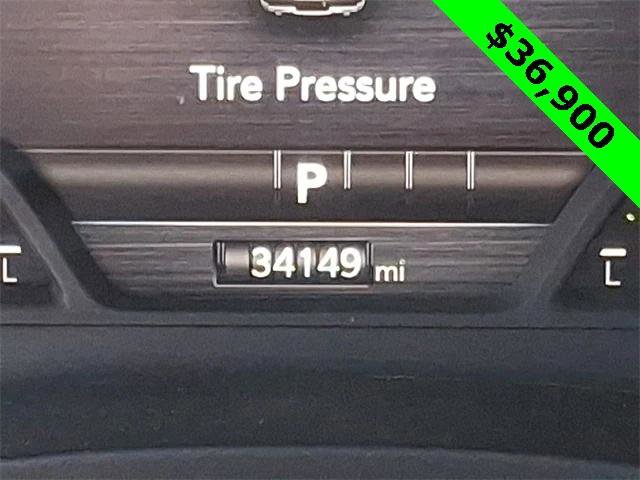 $36,900
Tire Pressure
P
34149 mi
L
L